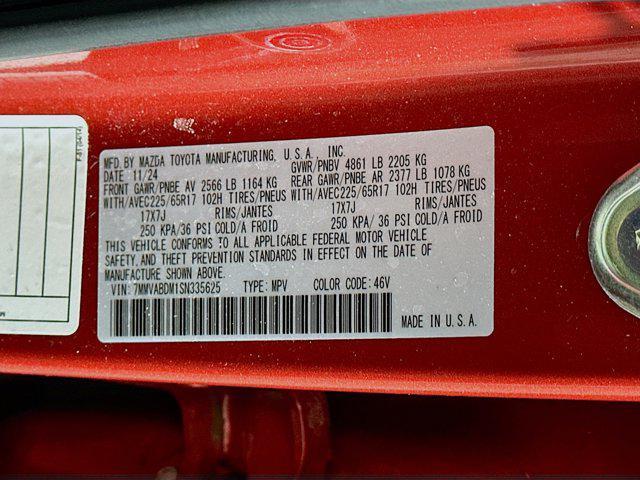 MFD. BY MAZDA TOYOTA MANUFACTURING, U.S.A., INC.
DATE 11/24 GVWR/PNBV 4861 LB 2205 KG
FRONT GAWR/PNBE AV 2566 LB 1164 KG REAR GAWR/PNBE AR 2377 LB 1078 KG
WITH/AVEC225/65R17 102H TIRES/PNEUS WITH/AVEC225/65R17 102H TIRES/PNEUS
17X7J RIMS/JANTES 17X7J RIMS/JANTES
250 KPA/ 36 PSI COLD/A FROID 250 KPA/ 36 PSI COLD/A FROID
THIS VEHICLE CONFORMS TO ALL APPLICABLE FEDERAL MOTOR VEHICLE
SAFETY, AND THEFT PREVENTION STANDARDS IN EFFECT ON THE DATE OF
MANUFACTURE SHOWN ABOVE.
VIN: 7MMVABDM1SN335625 TYPE: MPV COLOR CODE: 46V
MADE IN U.S.A.